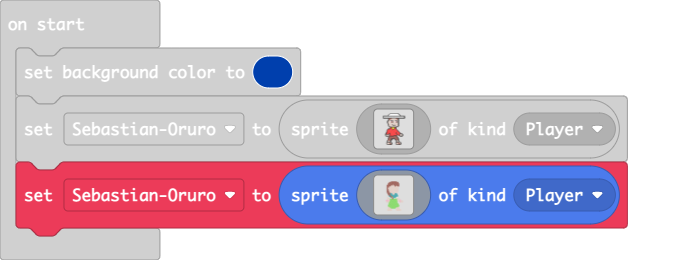 on start
set background color to
set Sebastian-Oruro to sprite of kind Player
set Sebastian-Oruro to sprite of kind Player